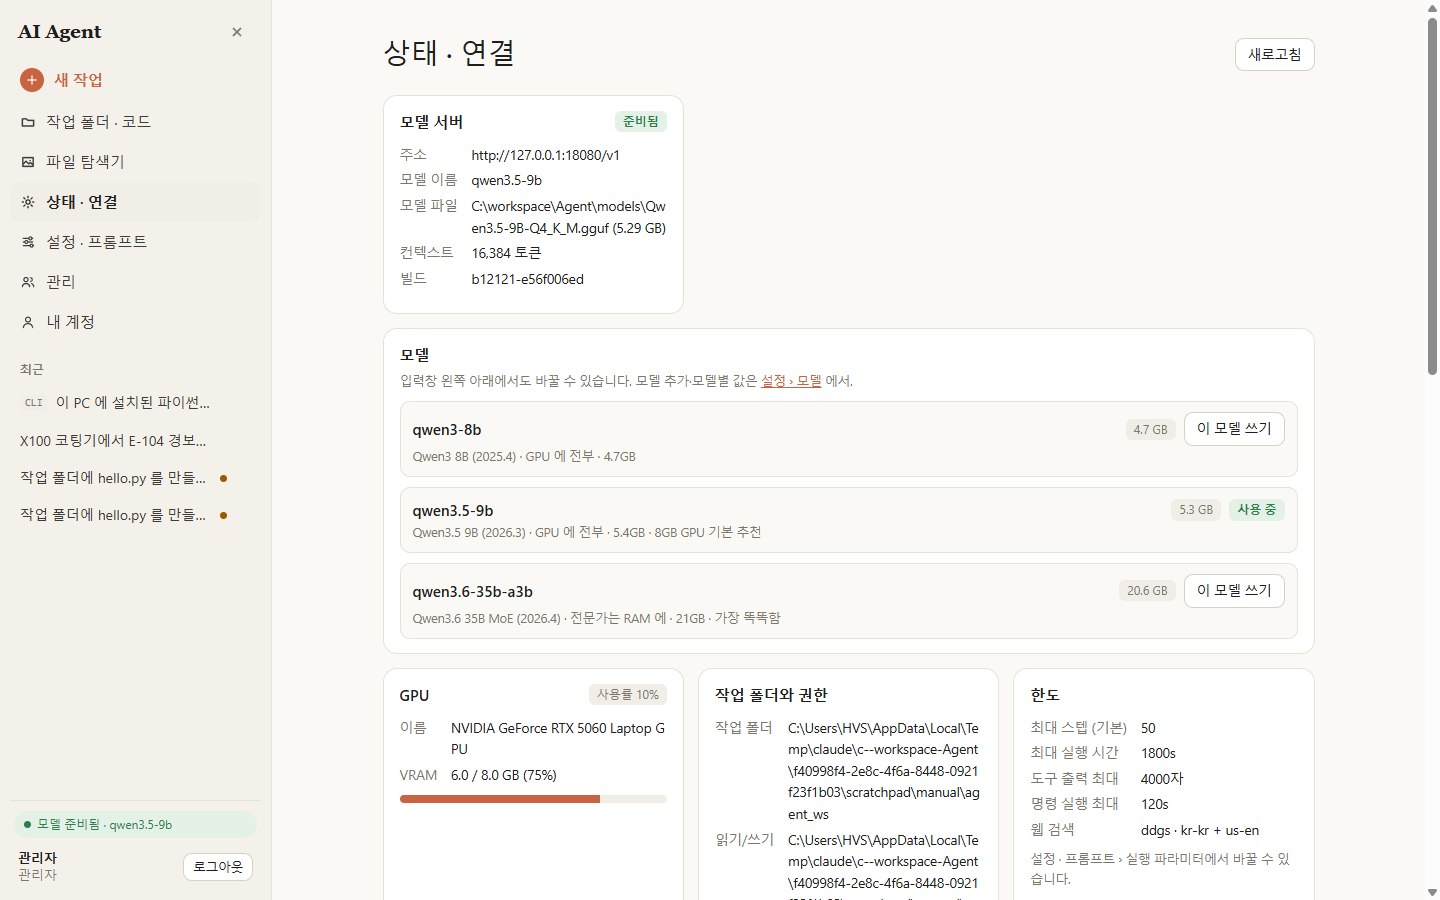 AI Agent
새 작업
작업 폴더 · 코드
파일 탐색기
상태 · 연결
설정 · 프롬프트
관리
내 계정
최근
CLI 이 PC 에 설치된 파이썬...
X100 코팅기에서 E-104 경보...
작업 폴더에 hello.py 를 만들...
작업 폴더에 hello.py 를 만들...
모델 준비됨 · qwen3.5-9b
관리자
관리자
로그아웃
상태 · 연결
새로고침
모델 서버
준비됨
주소 http://127.0.0.1:18080/v1
모델 이름 qwen3.5-9b
모델 파일 C:\workspace\Agent\models\Qw
en3.5-9B-Q4_K_M.gguf (5.29 GB)
컨텍스트 16,384 토큰
빌드 b12121-e56f006ed
모델
입력창 왼쪽 아래에서도 바꿀 수 있습니다. 모델 추가·모델별 값은 설정 › 모델 에서.
qwen3-8b
4.7 GB
이 모델 쓰기
Qwen3 8B (2025.4) · GPU 에 전부 · 4.7GB
qwen3.5-9b
5.3 GB
사용 중
Qwen3.5 9B (2026.3) · GPU 에 전부 · 5.4GB · 8GB GPU 기본 추천
qwen3.6-35b-a3b
20.6 GB
이 모델 쓰기
Qwen3.6 35B MoE (2026.4) · 전문가는 RAM 에 · 21GB · 가장 똑똑함
GPU
사용률 10%
이름 NVIDIA GeForce RTX 5060 Laptop G
PU
VRAM 6.0 / 8.0 GB (75%)
작업 폴더와 권한
작업 폴더 C:\Users\HVS\AppData\Local\Te
mp\claude\c--workspace-Agent
\f40998f4-2e8c-4f6a-8448-0921
f23f1b03\scratchpad\manual\ag
ent_ws
읽기/쓰기 C:\Users\HVS\AppData\Local\Te
mp\claude\c--workspace-Agent
\f40998f4-2e8c-4f6a-8448-0921
한도
최대 스텝 (기본) 50
최대 실행 시간 1800s
도구 출력 최대 4000자
명령 실행 최대 120s
웹 검색 ddgs · kr-kr + us-en
설정 · 프롬프트 › 실행 파라미터에서 바꿀 수 있
습니다.